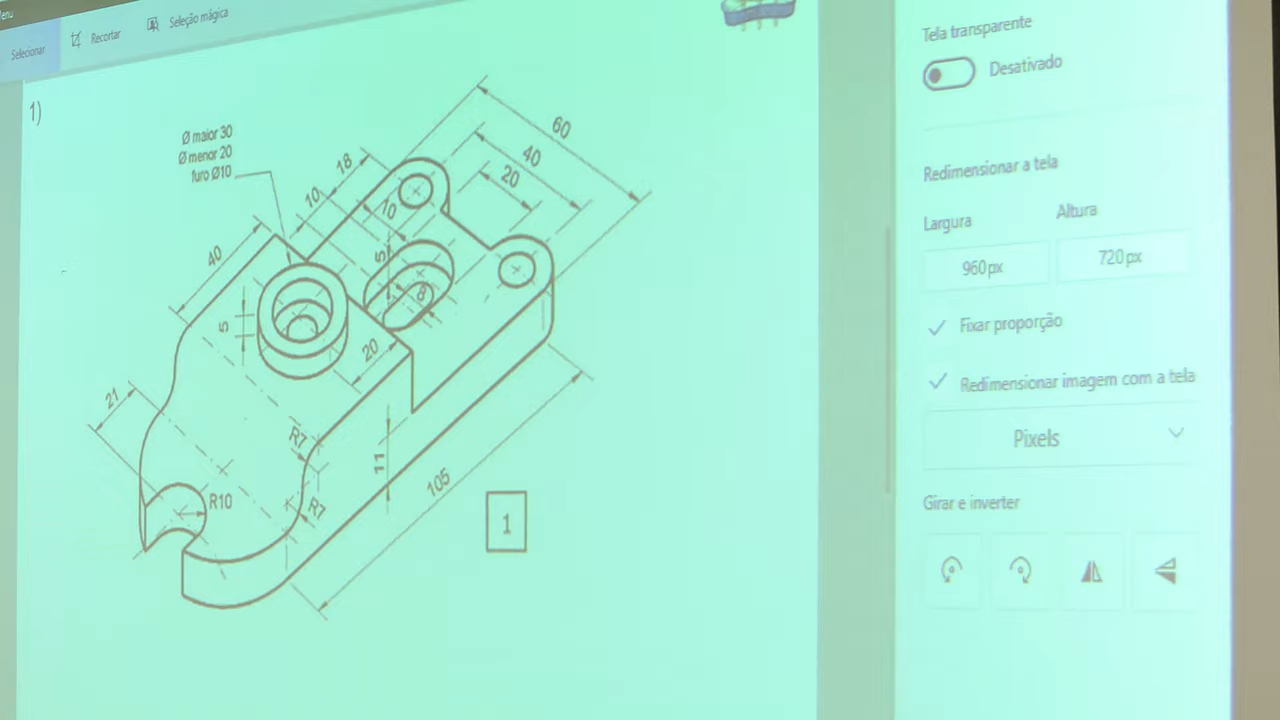 Menu
Selecionar
Recortar
Seleção mágica
1)
Ø maior 30
Ø menor 20
furo Ø10
60
40
20
18
10
10
5
8
40
5
20
21
R7
R10
R7
11
105
1
Tela transparente
Desativado
Redimensionar a tela
Largura
Altura
960px
720px
Fixar proporção
Redimensionar imagem com a tela
Pixels
Girar e inverter